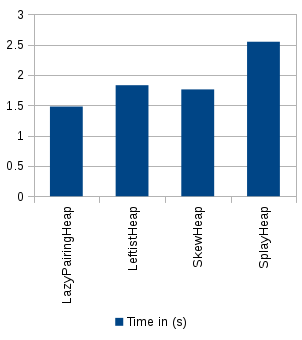 3
2.5
2
1.5
1
0.5
0
LazyPairingHeap
LeftistHeap
SkewHeap
SplayHeap
Time in (s)